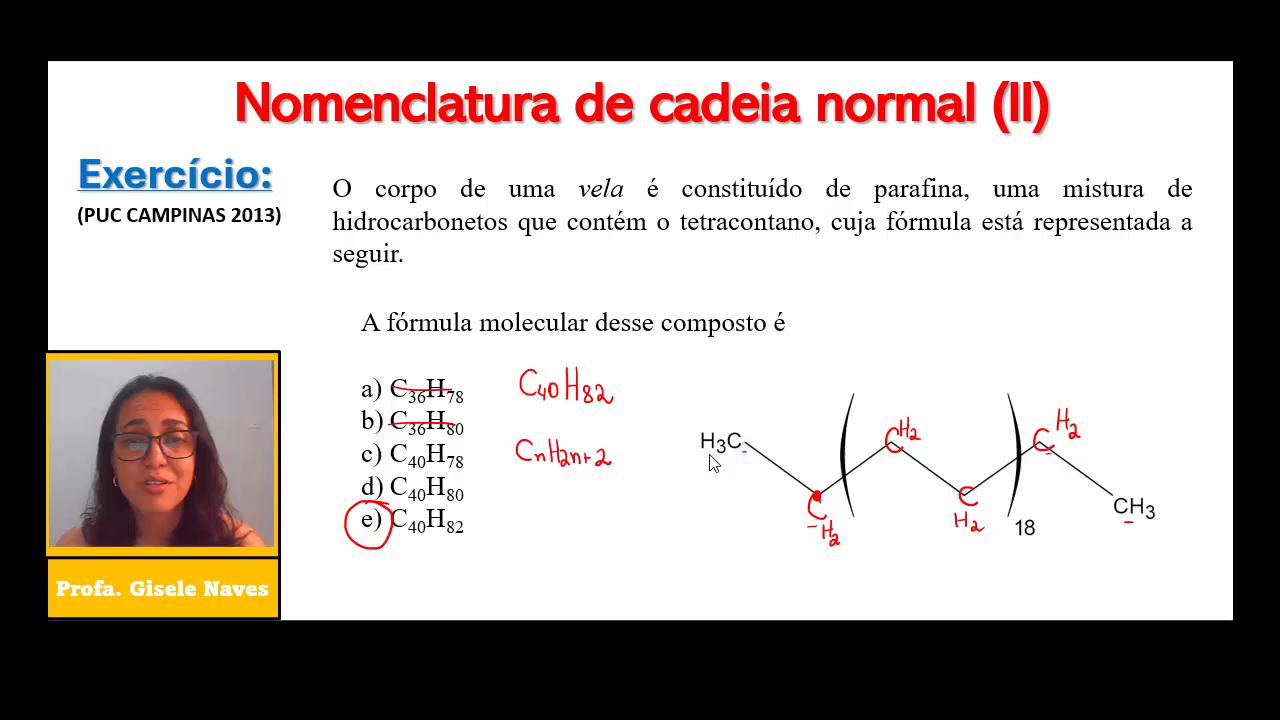 Nomenclatura de cadeia normal (II)
Exercício:
(PUC CAMPINAS 2013)
O corpo de uma vela é constituído de parafina, uma mistura de
hidrocarbonetos que contém o tetracontano, cuja fórmula está representada a
seguir.
A fórmula molecular desse composto é
a) C36H78
b) C36H80
c) C40H78
d) C40H80
e) C40H82
C40H82
CnH2n+2
H3C
CH2
CH2
CH2
CH2
CH3
18
Profa. Gisele Naves